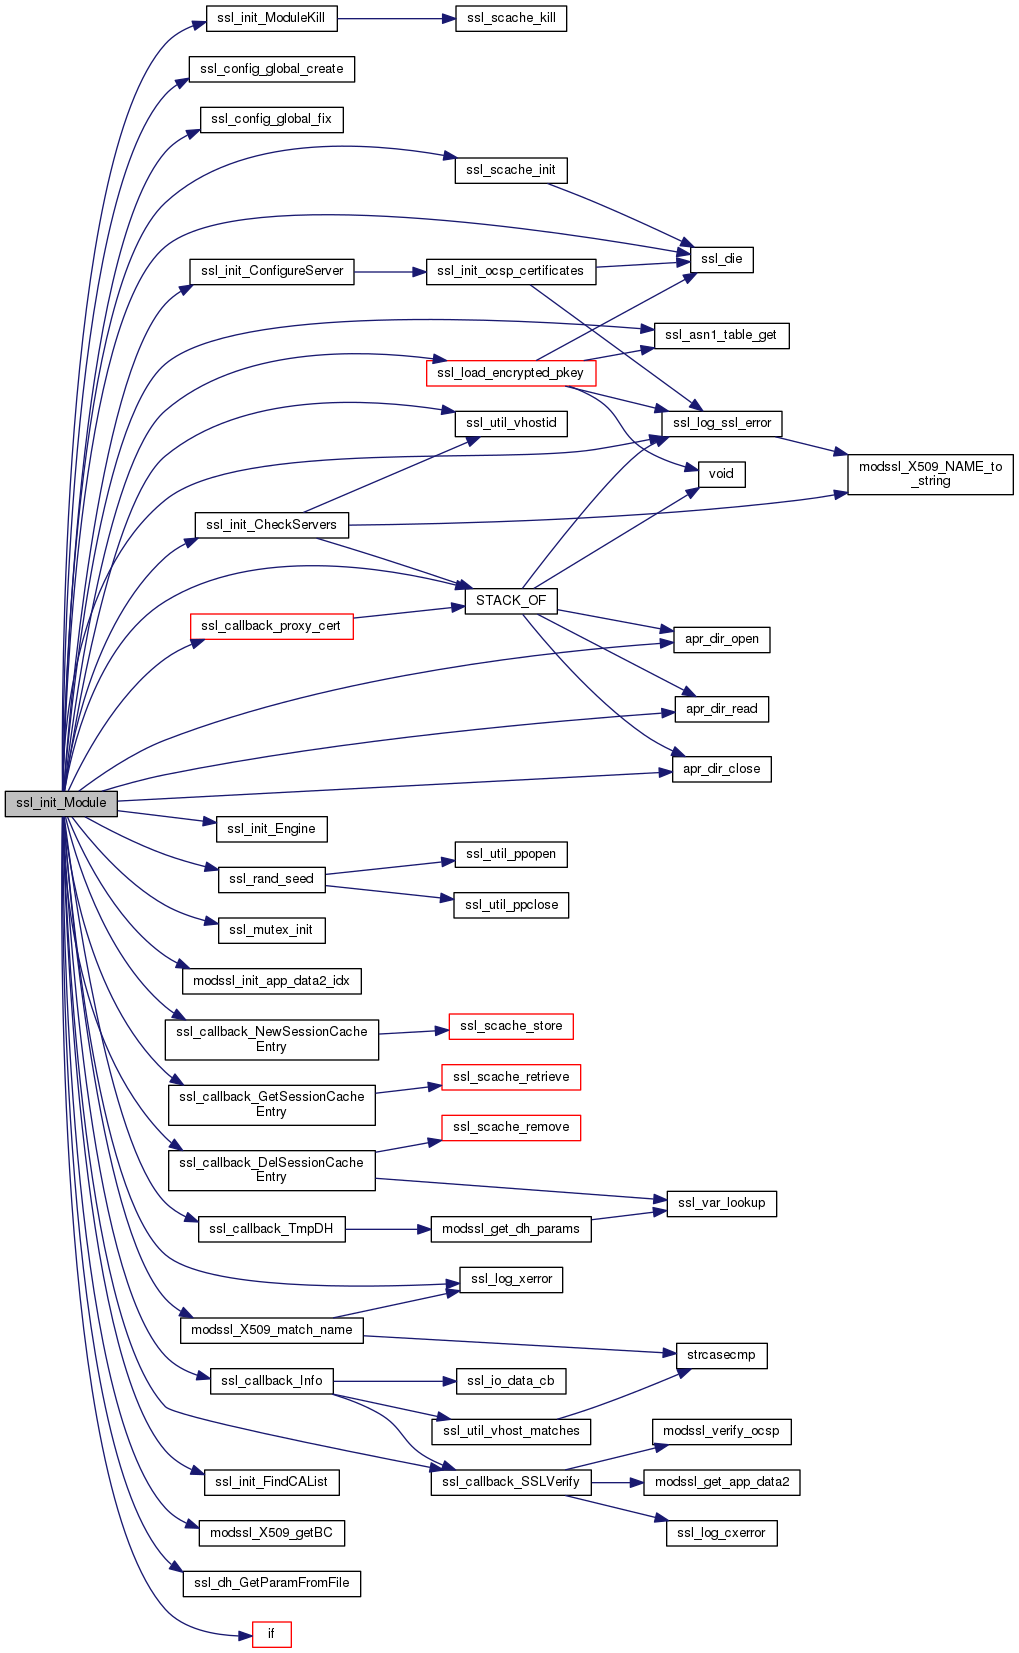 ssl_init_ModuleKill
ssl_scache_kill
ssl_config_global_create
ssl_config_global_fix
ssl_scache_init
ssl_die
ssl_init_ConfigureServer
ssl_init_ocsp_certificates
ssl_asn1_table_get
ssl_load_encrypted_pkey
ssl_util_vhostid
ssl_log_ssl_error
void
modssl_X509_NAME_to
_string
ssl_init_CheckServers
STACK_OF
ssl_callback_proxy_cert
apr_dir_open
apr_dir_read
apr_dir_close
ssl_init_Module
ssl_init_Engine
ssl_util_ppopen
ssl_rand_seed
ssl_util_ppclose
ssl_mutex_init
modssl_init_app_data2_idx
ssl_callback_NewSessionCache
Entry
ssl_scache_store
ssl_callback_GetSessionCache
Entry
ssl_scache_retrieve
ssl_scache_remove
ssl_callback_DelSessionCache
Entry
ssl_var_lookup
ssl_callback_TmpDH
modssl_get_dh_params
ssl_log_xerror
modssl_X509_match_name
strcasecmp
ssl_callback_Info
ssl_io_data_cb
ssl_util_vhost_matches
modssl_verify_ocsp
ssl_init_FindCAList
ssl_callback_SSLVerify
modssl_get_app_data2
modssl_X509_getBC
ssl_log_cxerror
ssl_dh_GetParamFromFile
if